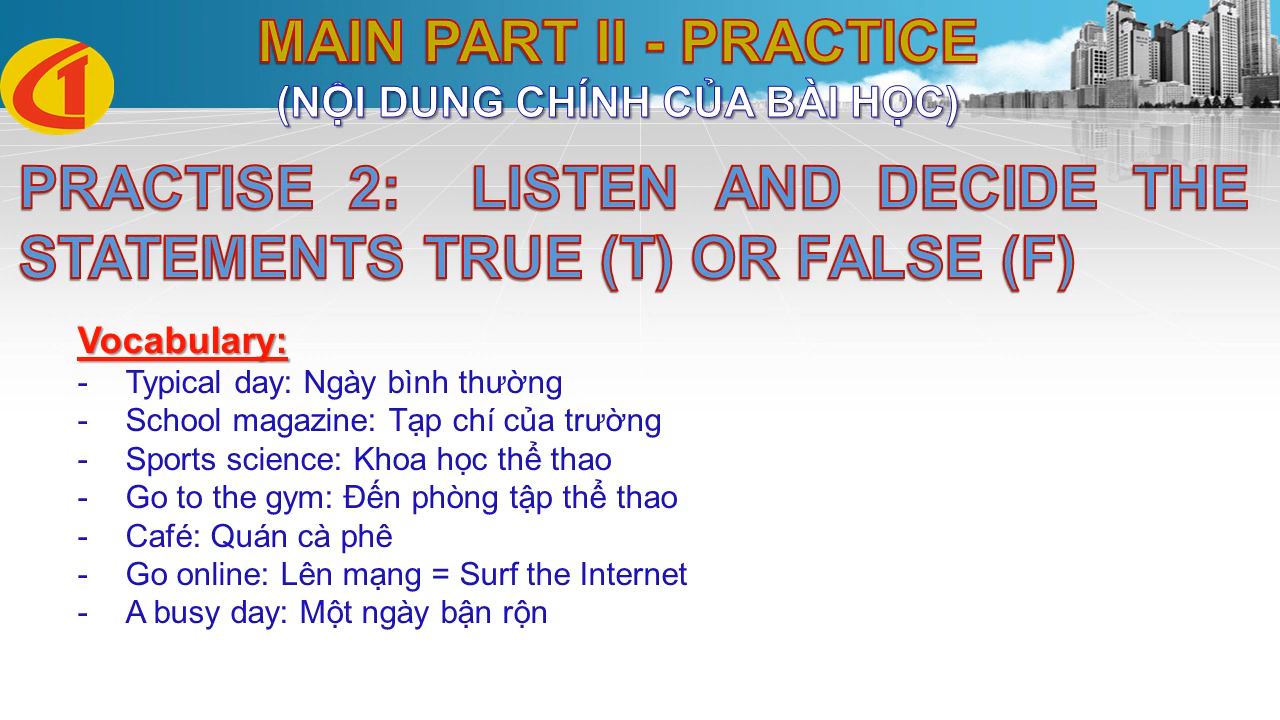 MAIN PART II - PRACTICE
(NỘI DUNG CHÍNH CỦA BÀI HỌC)
PRACTISE 2: LISTEN AND DECIDE THE
STATEMENTS TRUE (T) OR FALSE (F)
Vocabulary:
- Typical day: Ngày bình thường
- School magazine: Tạp chí của trường
- Sports science: Khoa học thể thao
- Go to the gym: Đến phòng tập thể thao
- Café: Quán cà phê
- Go online: Lên mạng = Surf the Internet
- A busy day: Một ngày bận rộn